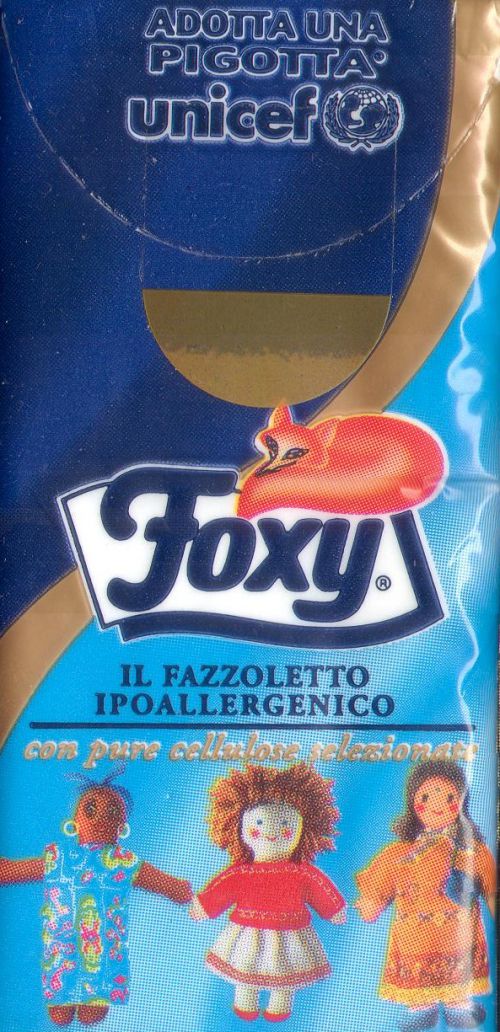 ADOTTA UNA
PIGOTTA®
unicef
Foxy®
IL FAZZOLETTO
IPOALLERGENICO
con pure cellulose selezionate